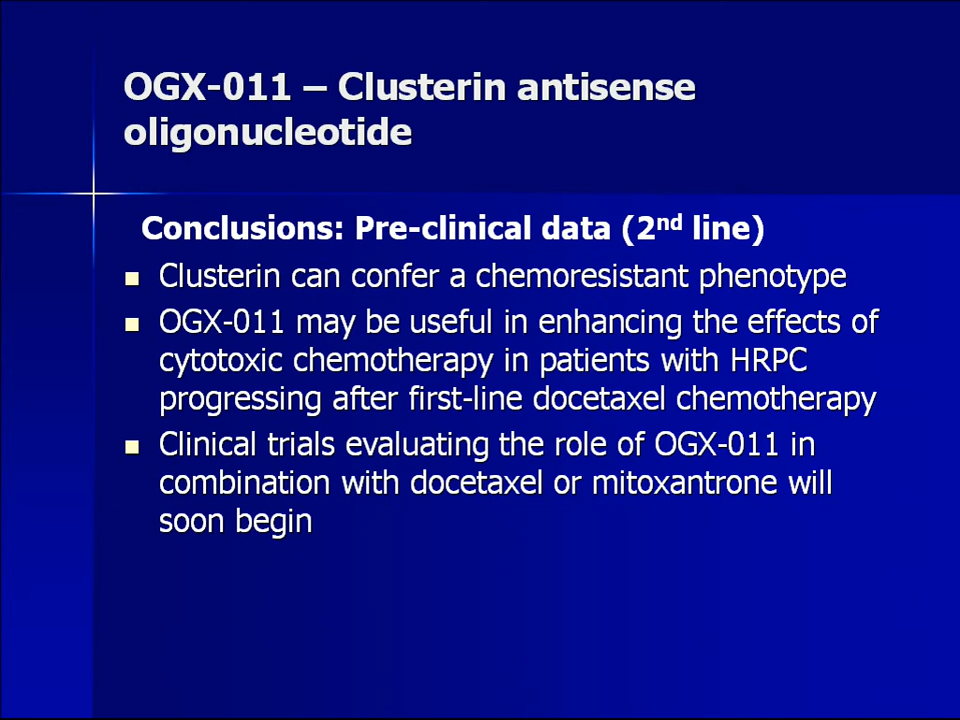 OGX-011 – Clusterin antisense
oligonucleotide
Conclusions: Pre-clinical data (2nd line)
Clusterin can confer a chemoresistant phenotype
OGX-011 may be useful in enhancing the effects of
cytotoxic chemotherapy in patients with HRPC
progressing after first-line docetaxel chemotherapy
Clinical trials evaluating the role of OGX-011 in
combination with docetaxel or mitoxantrone will
soon begin